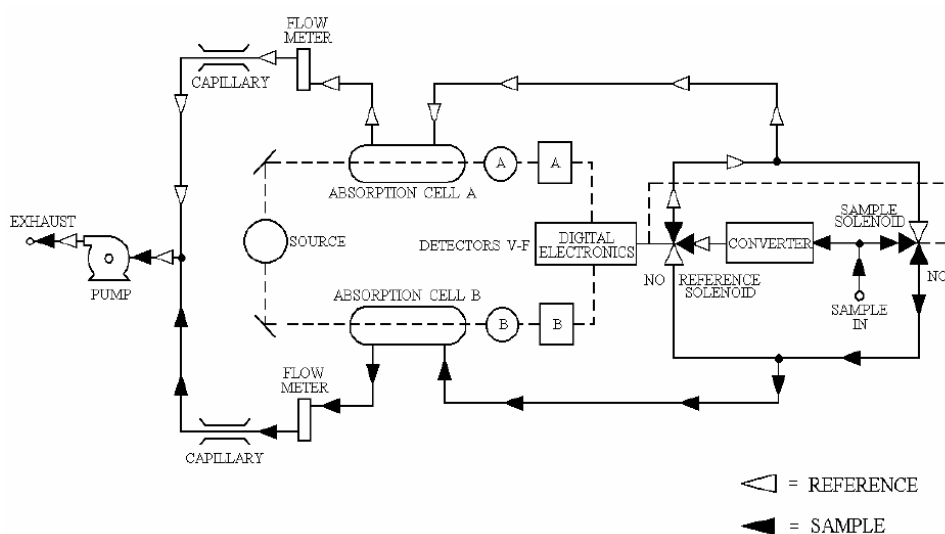 FLOW
METER
CAPILLARY
A
A
ABSORPTION CELL A
EXHAUST
SOURCE
DETECTORS V-F
DIGITAL
ELECTRONICS
CONVERTER
SAMPLE
SOLENOID
PUMP
NO
REFERENCE
SOLENOID
NO
SAMPLE
IN
ABSORPTION CELL B
B
B
FLOW
METER
CAPILLARY
= REFERENCE
= SAMPLE